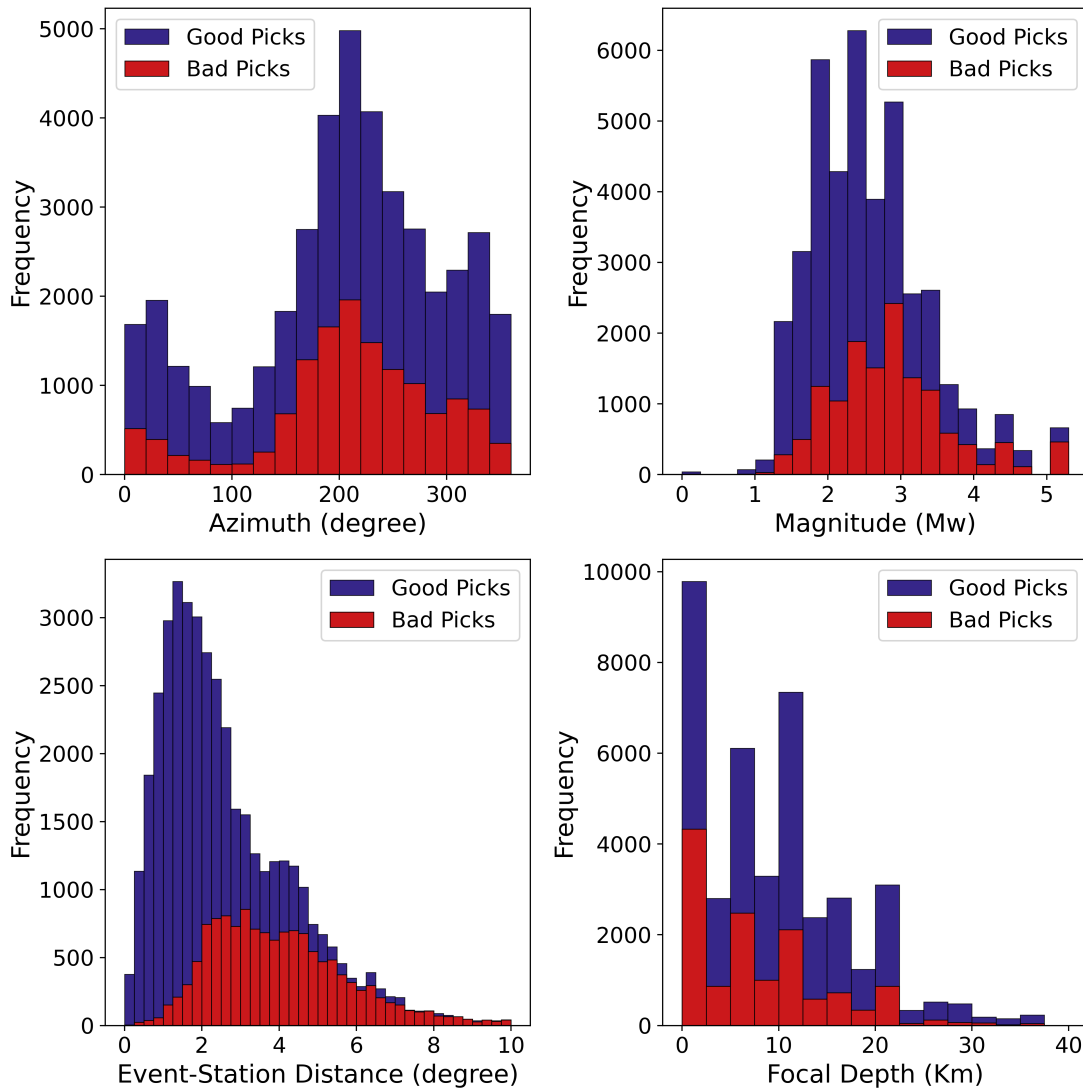 5000
4000
3000
2000
1000
0
Frequency
Good Picks
Bad Picks
0 100 200 300
Azimuth (degree)
6000
5000
4000
3000
2000
1000
0
Frequency
Good Picks
Bad Picks
0 1 2 3 4 5
Magnitude (Mw)
3000
2500
2000
1500
1000
500
0
Frequency
Good Picks
Bad Picks
0 2 4 6 8 10
Event-Station Distance (degree)
10000
8000
6000
4000
2000
0
Frequency
Good Picks
Bad Picks
0 10 20 30 40
Focal Depth (Km)